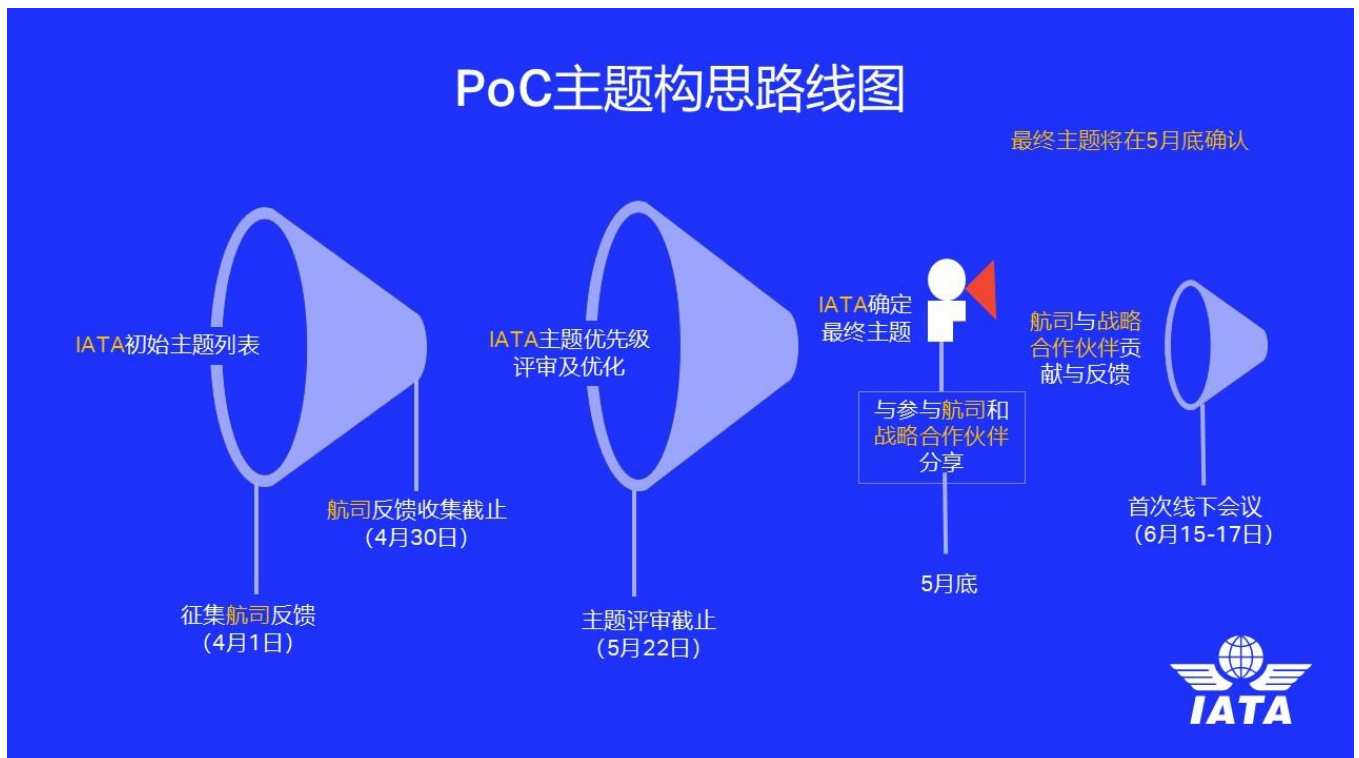 PoC主题构思路线图
最终主题将在5月底确认
IATA初始主题列表
航司反馈收集截止
(4月30日)
征集航司反馈
(4月1日)
IATA主题优先级
评审及优化
主题评审截止
(5月22日)
IATA确定
最终主题
与参与航司和
战略合作伙伴
分享
5月底
航司与战略
合作伙伴贡
献与反馈
首次线下会议
(6月15-17日)
IATA